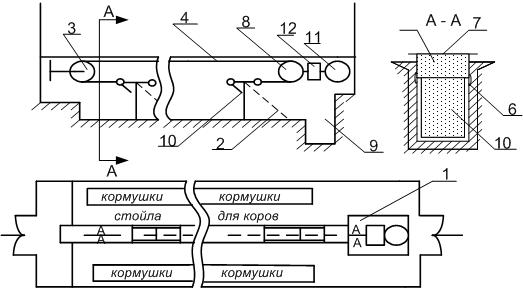 A
3
4
8
12
11
A - A
7
6
10
10
2
9
A
1
кормушки кормушки
стойла для коров
A
A
A
A
кормушки кормушки